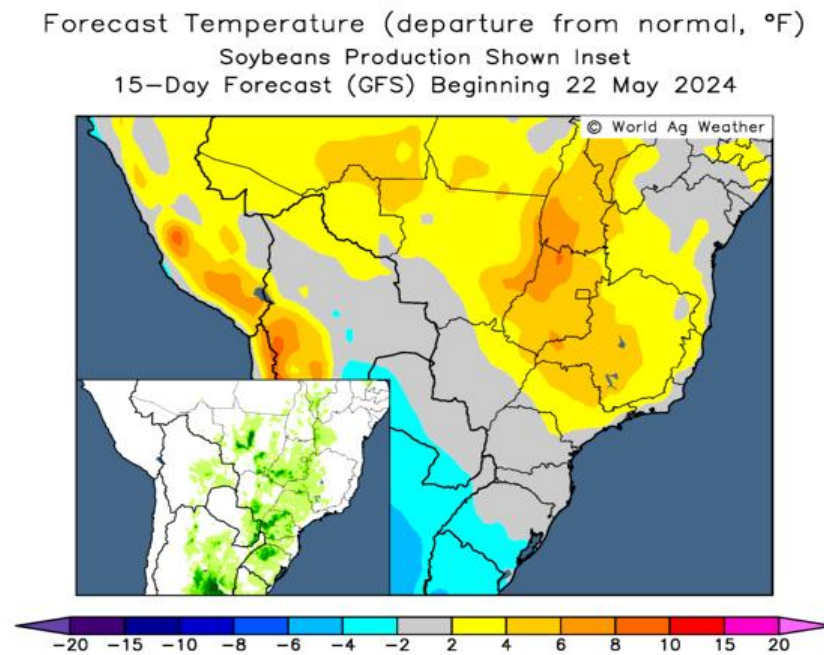 Forecast Temperature (departure from normal, °F)
Soybeans Production Shown Inset
15-Day Forecast (GFS) Beginning 22 May 2024
© World Ag Weather
-20 -15 -10 -8 -6 -4 -2 2 4 6 8 10 15 20